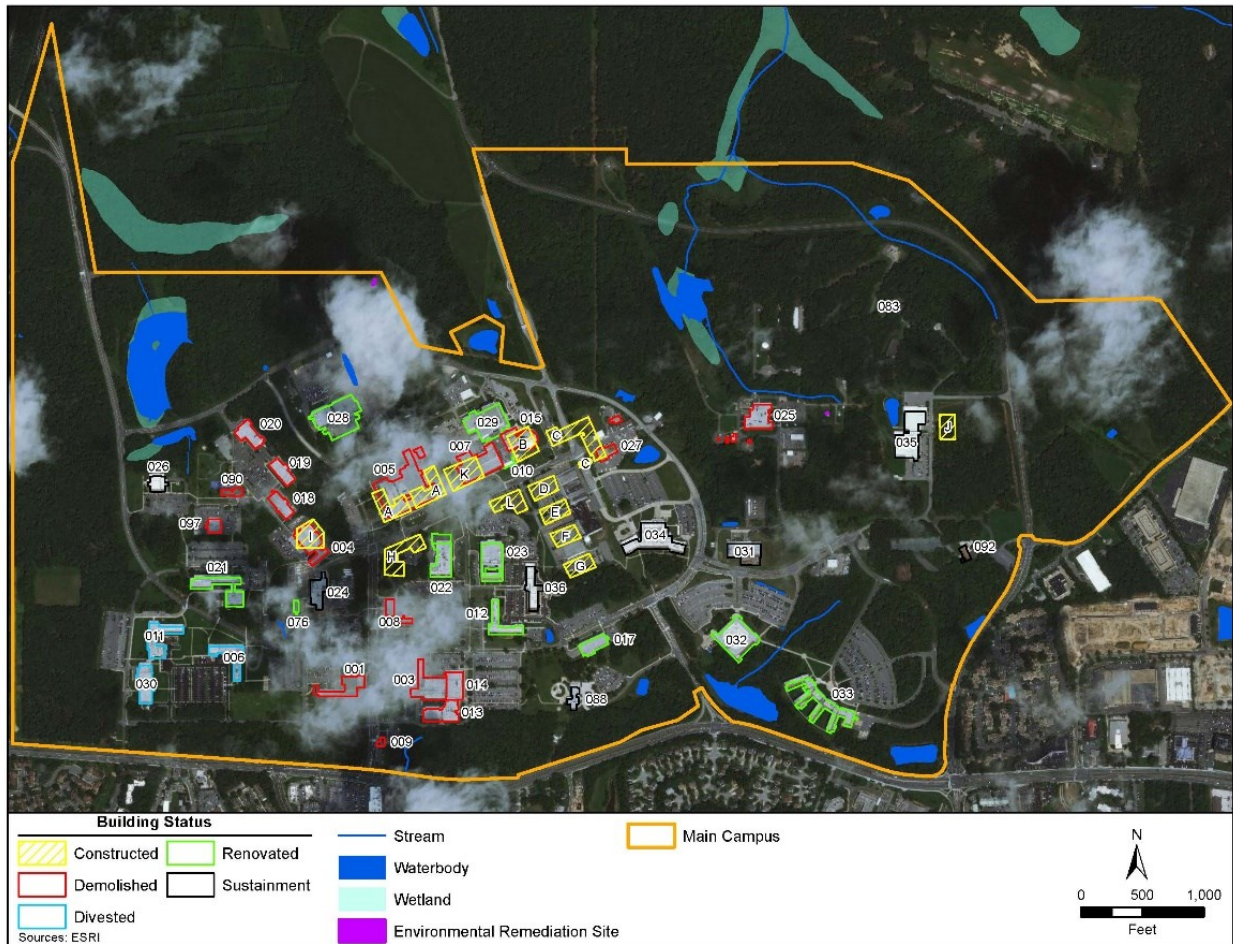 083
028
029
015
B
C
J
025
035
020
027
C
026
019
007
010
005
K
090
A
A
D
018
L
097
E
I
004
F
034
031
092
H
G
021
024
022
023
036
076
008
012
011
017
032
006
001
030
003
014
088
033
013
009
Building Status
Constructed
Renovated
Demolished
Sustainment
Divested
Sources: ESRI
Stream
Waterbody
Wetland
Environmental Remediation Site
Main Campus
N
0 500 1,000
Feet